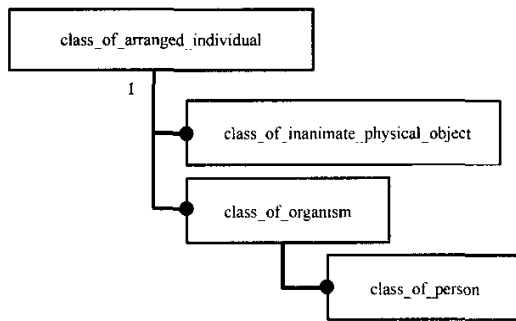 class_of_arranged_individual
1
class_of_inanimate_physical_object
class_of_organism
class_of_person